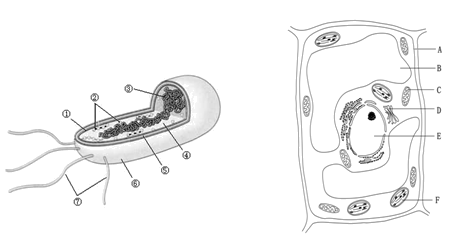 ①
②
③
④
⑤
⑥
⑦
A
B
C
D
E
F